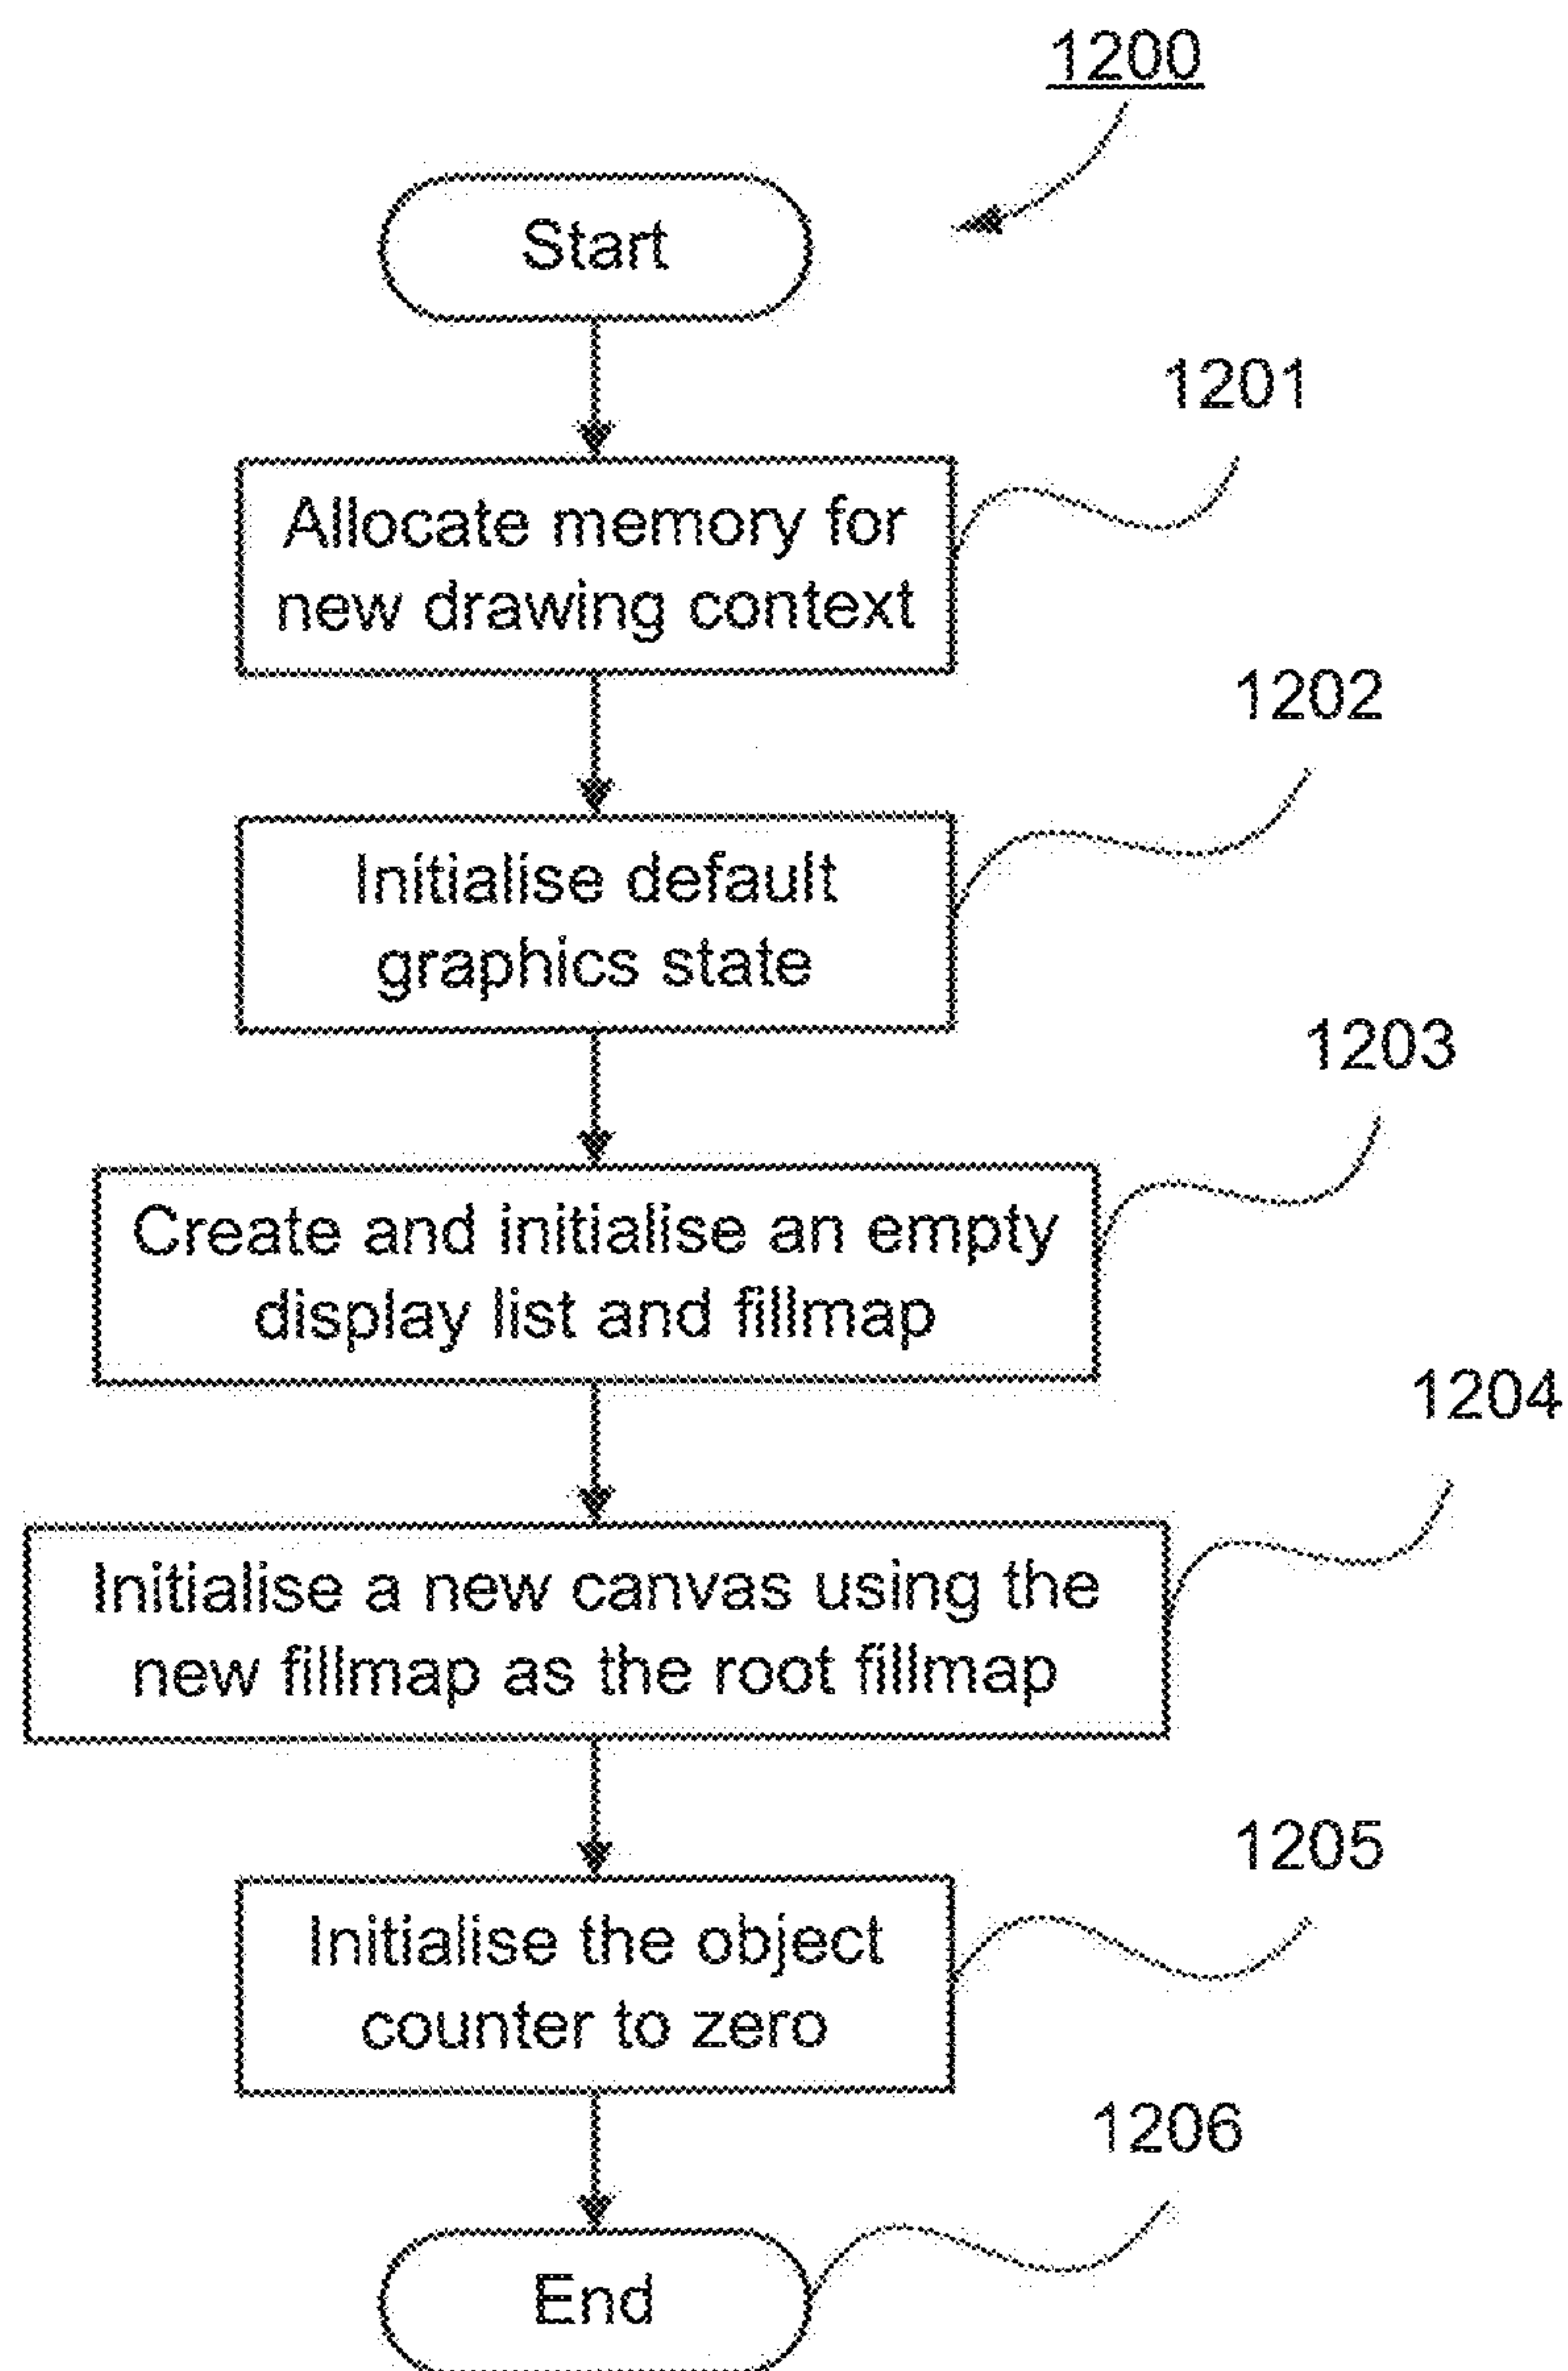 1200
Start
1201
Allocate memory for
new drawing context
1202
Initialise default
graphics state
1203
Create and initialise an empty
display list and fillmap
1204
Initialise a new canvas using the
new fillmap as the root fillmap
1205
Initialise the object
counter to zero
1206
End